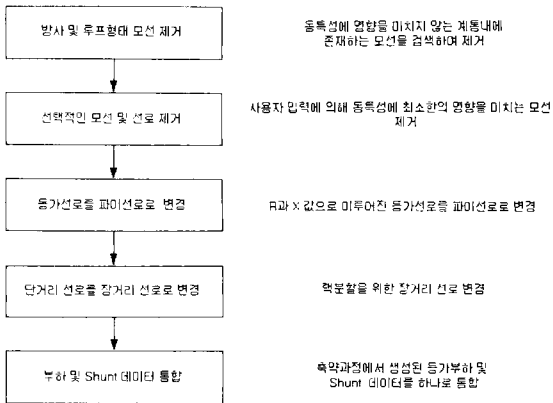 방사 및 루프형태 모선 제거
동특성에 영향을 미치지 않는 계통내에
존재하는 모선을 검색하여 제거
선택적인 모선 및 선로 제거
사용자 입력에 의해 동특성에 최소한의 영향을 미치는 모선
제거
등가선로를 파이선로로 변경
R과 X 값으로 이루어진 등가선로를 파이선로로 변경
단거리 선로를 장거리 선로로 변경
랙분할을 위한 장거리 선로 변경
부하 및 Shunt 데이터 통합
축약과정에서 생성된 등가부하 및
Shunt 데이터를 하나로 통합